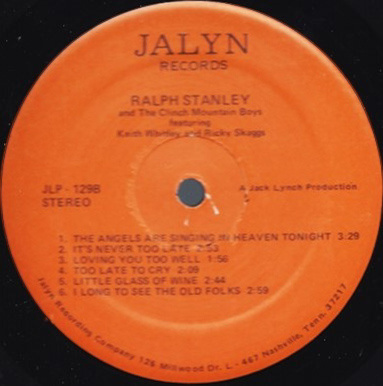 JALYN
RECORDS
RALPH STANLEY
and The Clinch Mountain Boys
featuring
Keith Whitley and Ricky Skaggs
JLP - 129B
STEREO
A Jack Lynch Production
S
1. THE ANGELS ARE SINGING IN HEAVEN TONIGHT 3:29
2. IT'S NEVER TOO LATE 2:53
3. LOVING YOU TOO WELL 1:56
4. TOO LATE TO CRY 2:09
5. LITTLE GLASS OF WINE 2:44
6. I LONG TO SEE THE OLD FOLKS 2:59
Jalyn Recording Company 126 Millwood Dr. L - 467 Nashville, Tenn. 37217